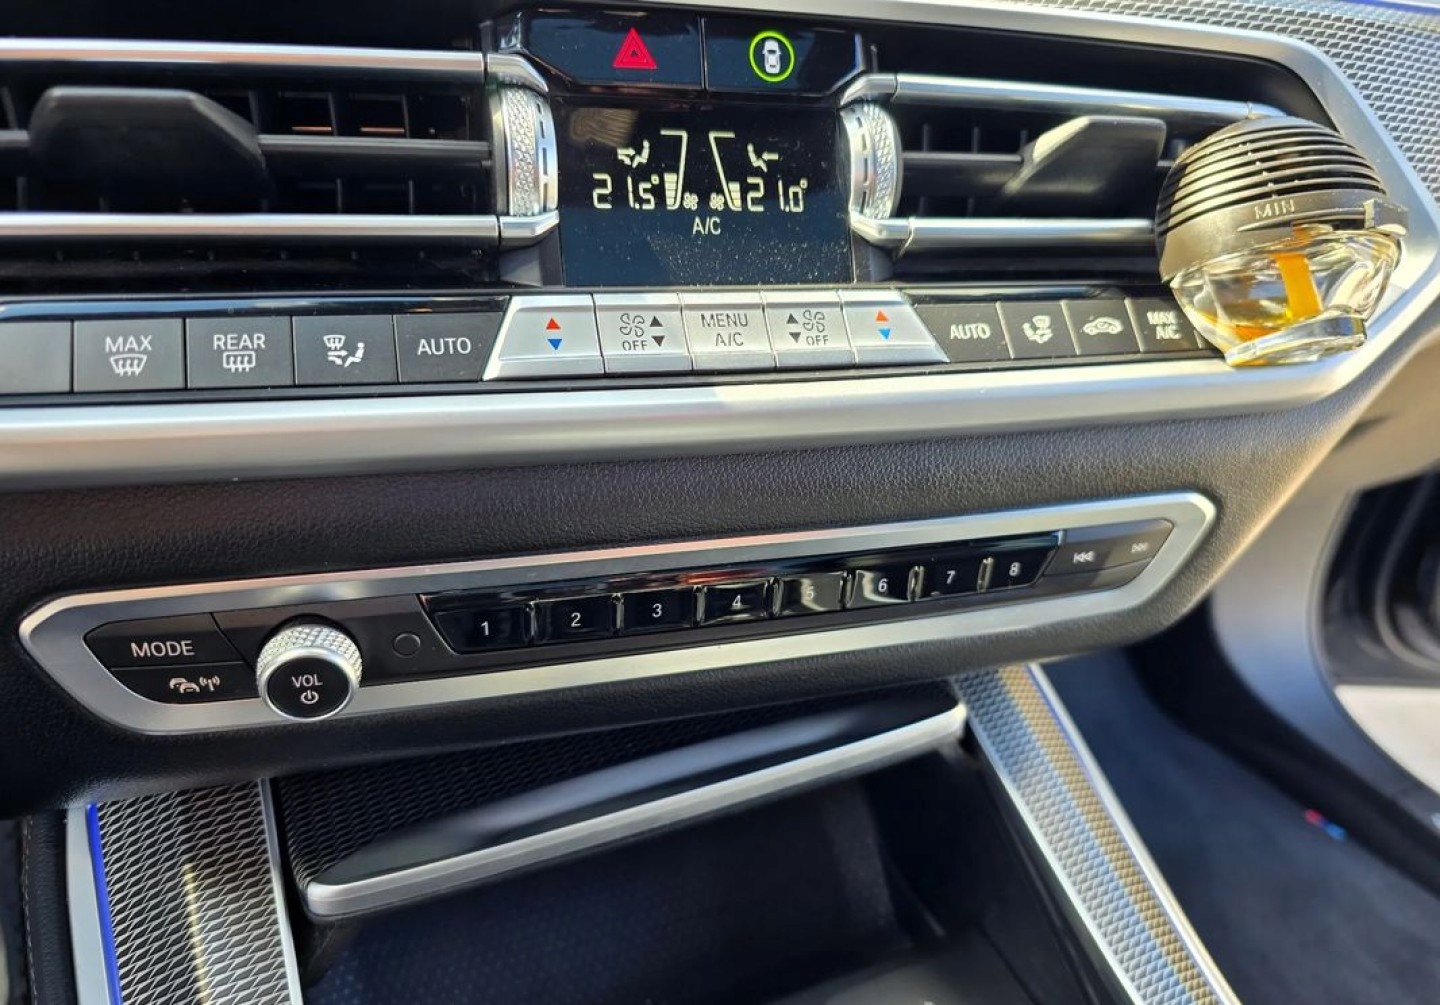 21.5° 21.0°
A/C
MIN
MAX REAR AUTO OFF MENU A/C OFF AUTO MAX A/C
MODE
VOL
1 2 3 4 5 6 7 8